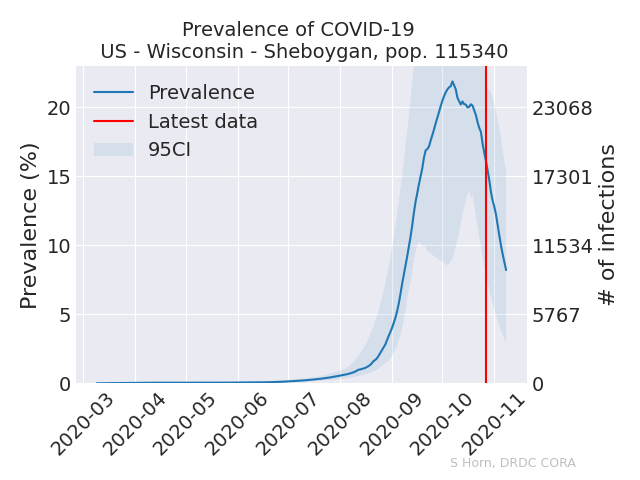 Prevalence of COVID-19
US - Wisconsin - Sheboygan, pop. 115340
Prevalence
Latest data
95CI
Prevalence (%)
20
15
10
5
0
23068
17301
11534
5767
0
# of infections
2020-03
2020-04
2020-05
2020-06
2020-07
2020-08
2020-09
2020-10
2020-11
S Horn, DRDC CORA